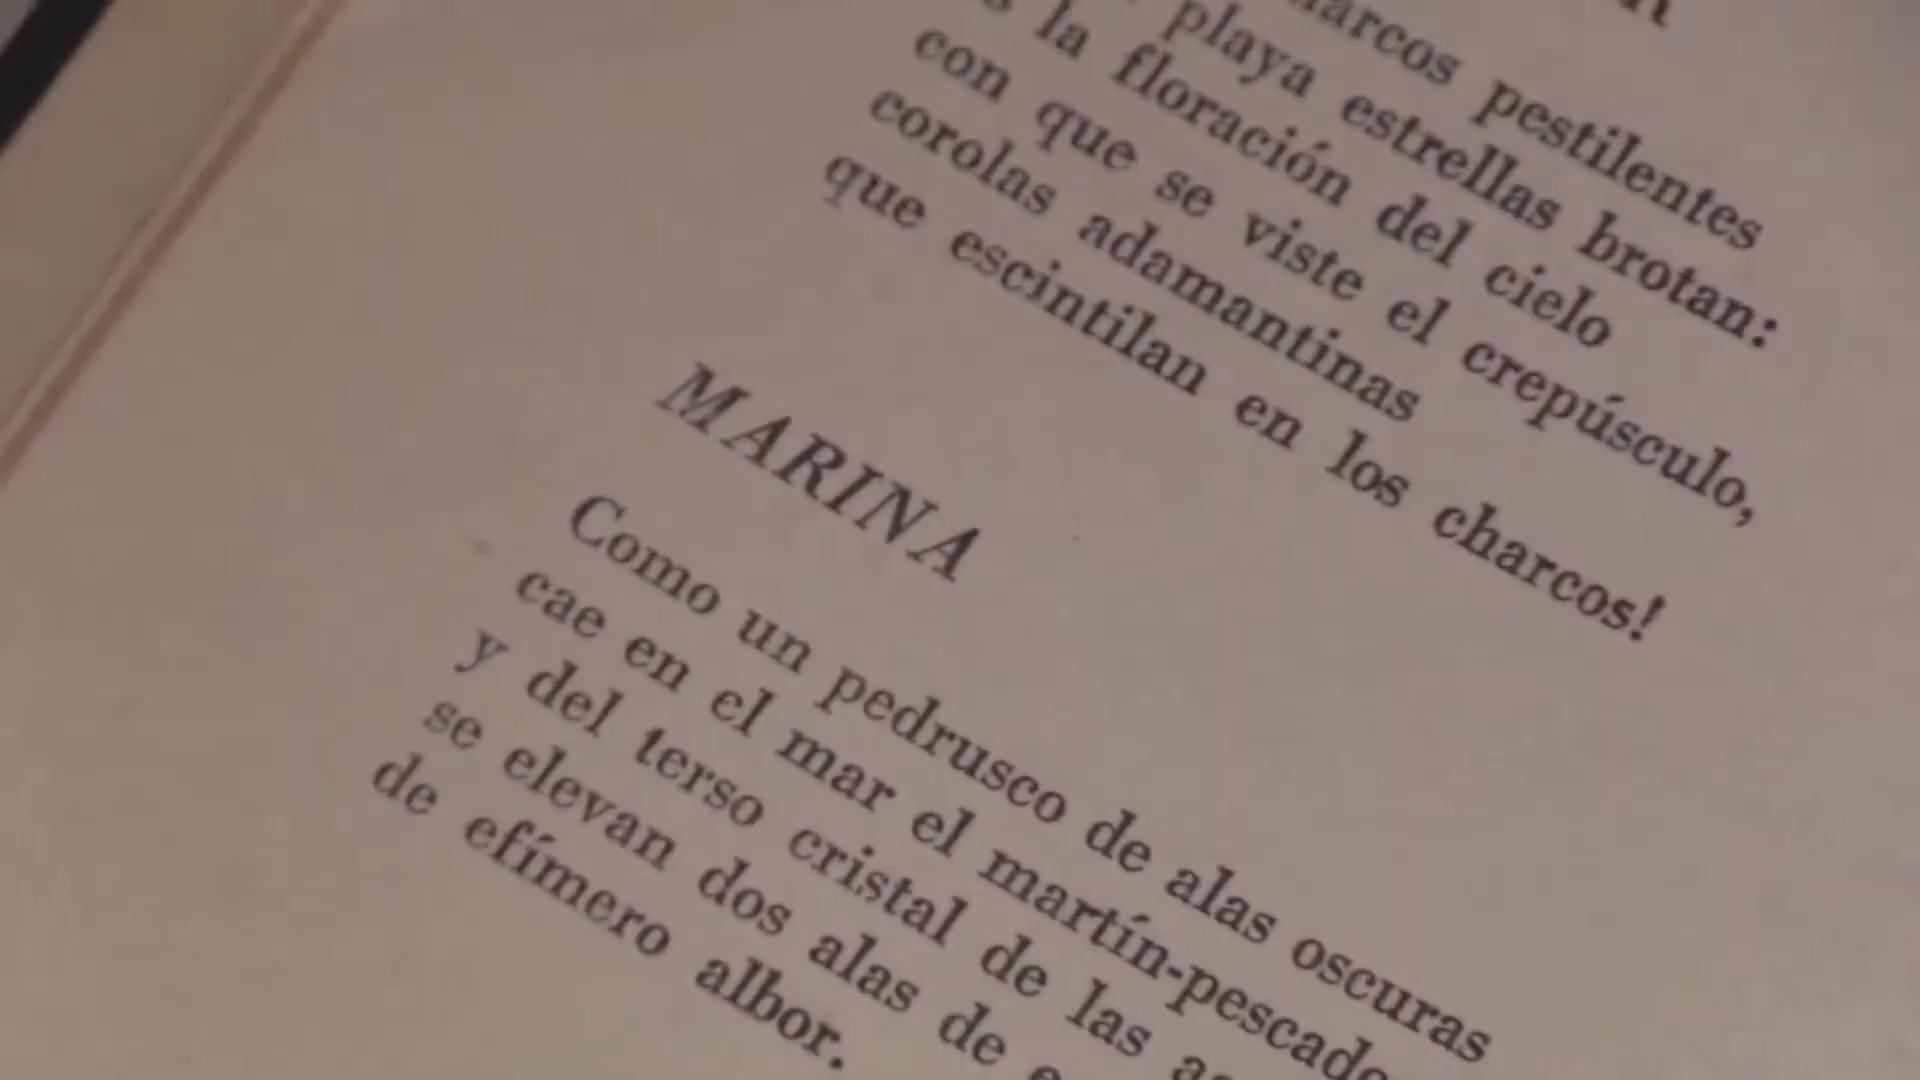 charcos pestilentes
playa estrellas brotan:
la floración del cielo
con que se viste el crepúsculo,
corolas adamantinas
que escintilan en los charcos!
MARINA
Como un pedrusco de alas oscuras
cae en el mar el martín-pescado
y del terso cristal de las
se elevan dos alas de
de efímero albor.